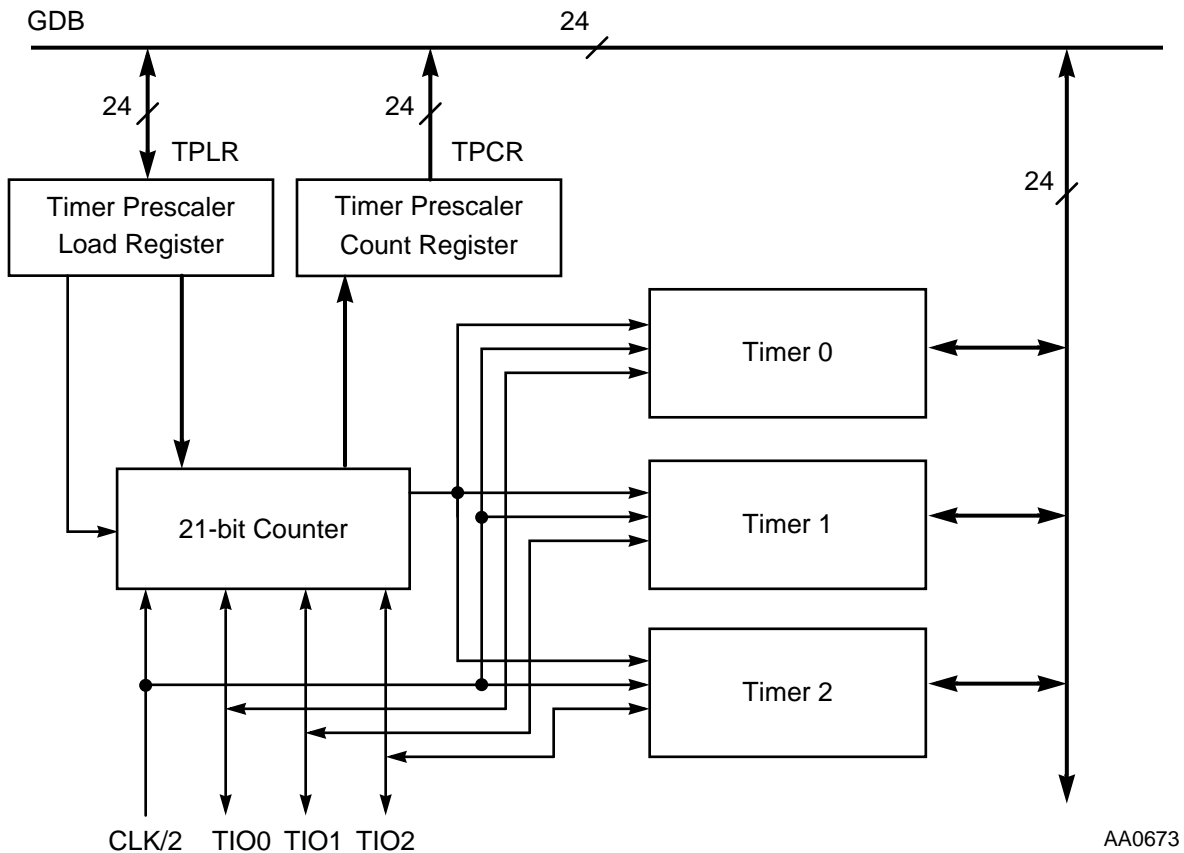 GDB
24
24
24
TPLR
TPCR
24
Timer Prescaler
Load Register
Timer Prescaler
Count Register
Timer 0
21-bit Counter
Timer 1
Timer 2
CLK/2
TIO0
TIO1
TIO2
AA0673